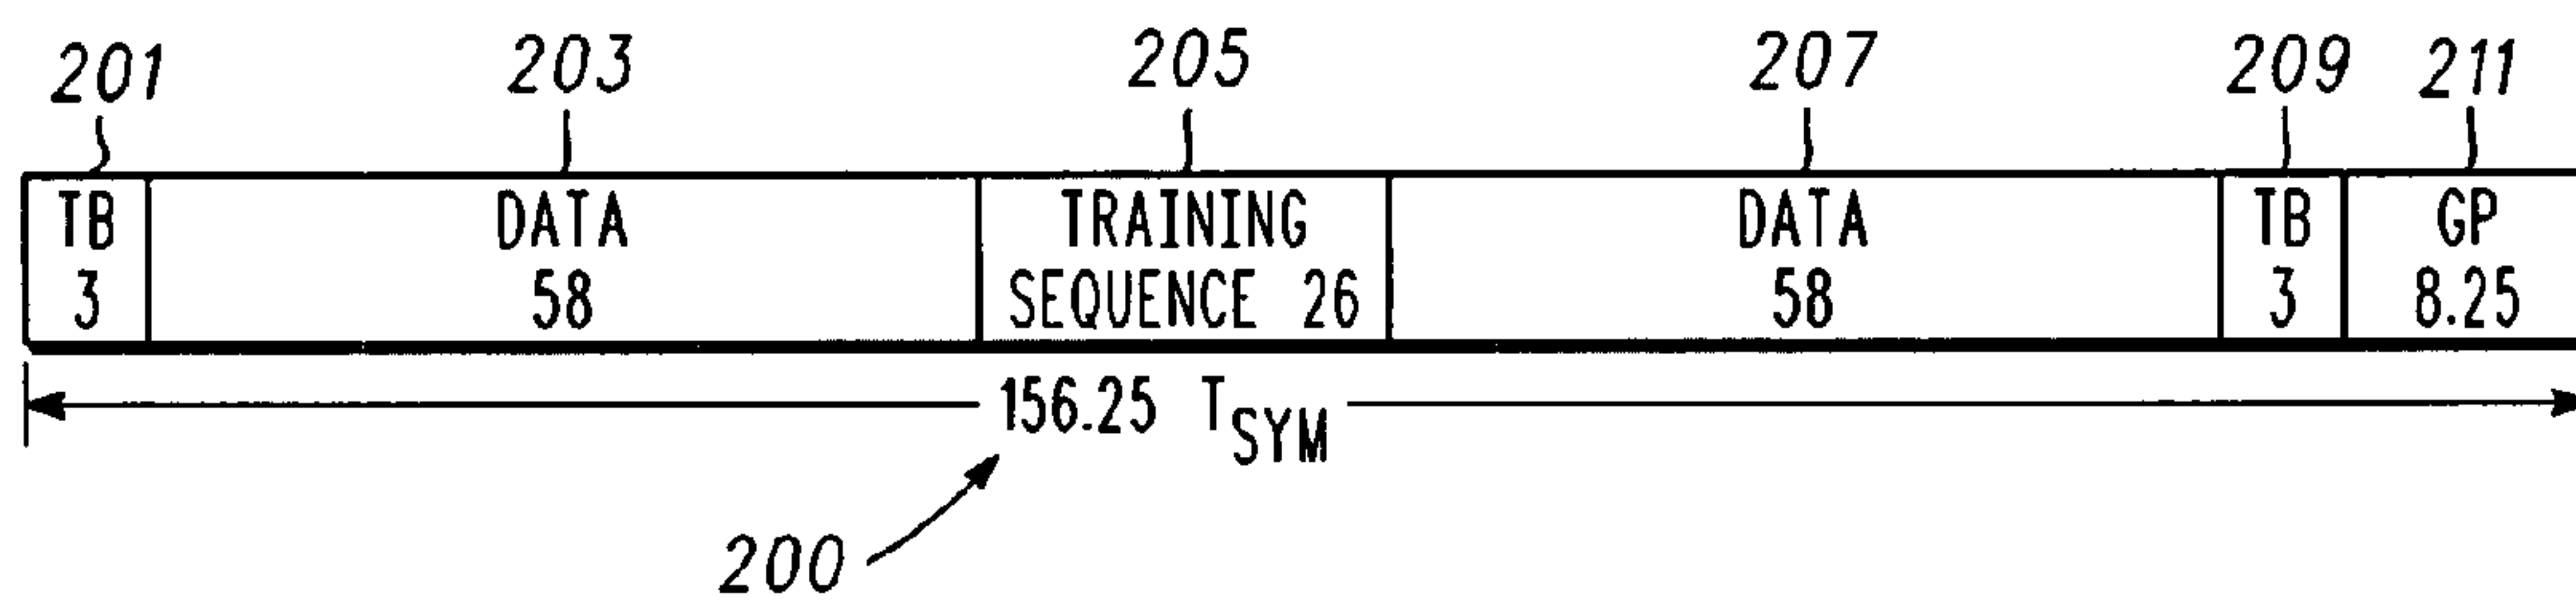 201 203 205 207 209 211
TB DATA TRAINING DATA TB GP
3 58 SEQUENCE 26 58 3 8.25
156.25 TSYM
200